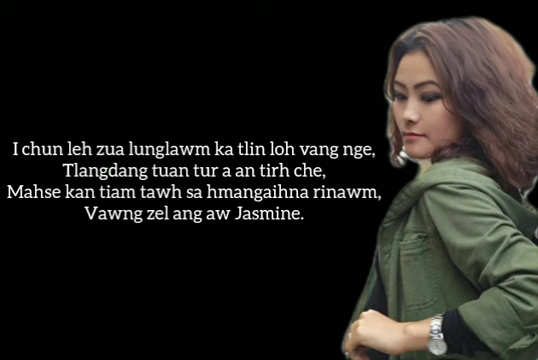 I chun leh zua lunglawm ka tlin loh vang nge,
Tlangdang tuan tur a an tirh che,
Mahse kan tiam tawh sa hmangaihna rinawm,
Vawng zel ang aw Jasmine.